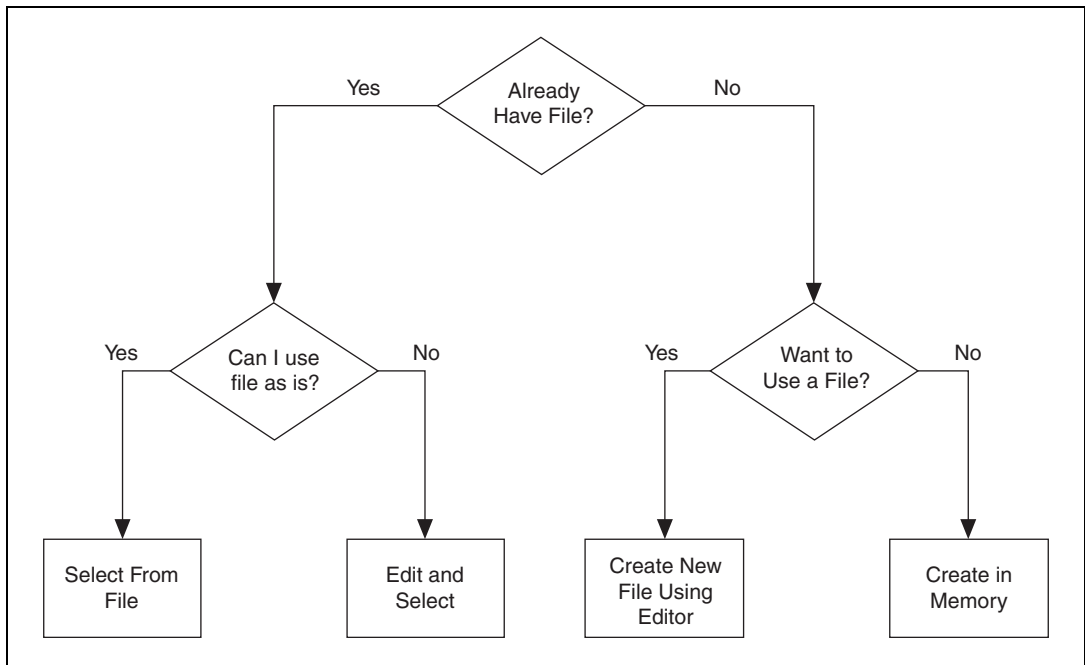 Already
Have File?
Yes
No
Can I use
file as is?
Yes
No
Want to
Use a File?
Yes
No
Select From
File
Edit and
Select
Create New
File Using
Editor
Create in
Memory